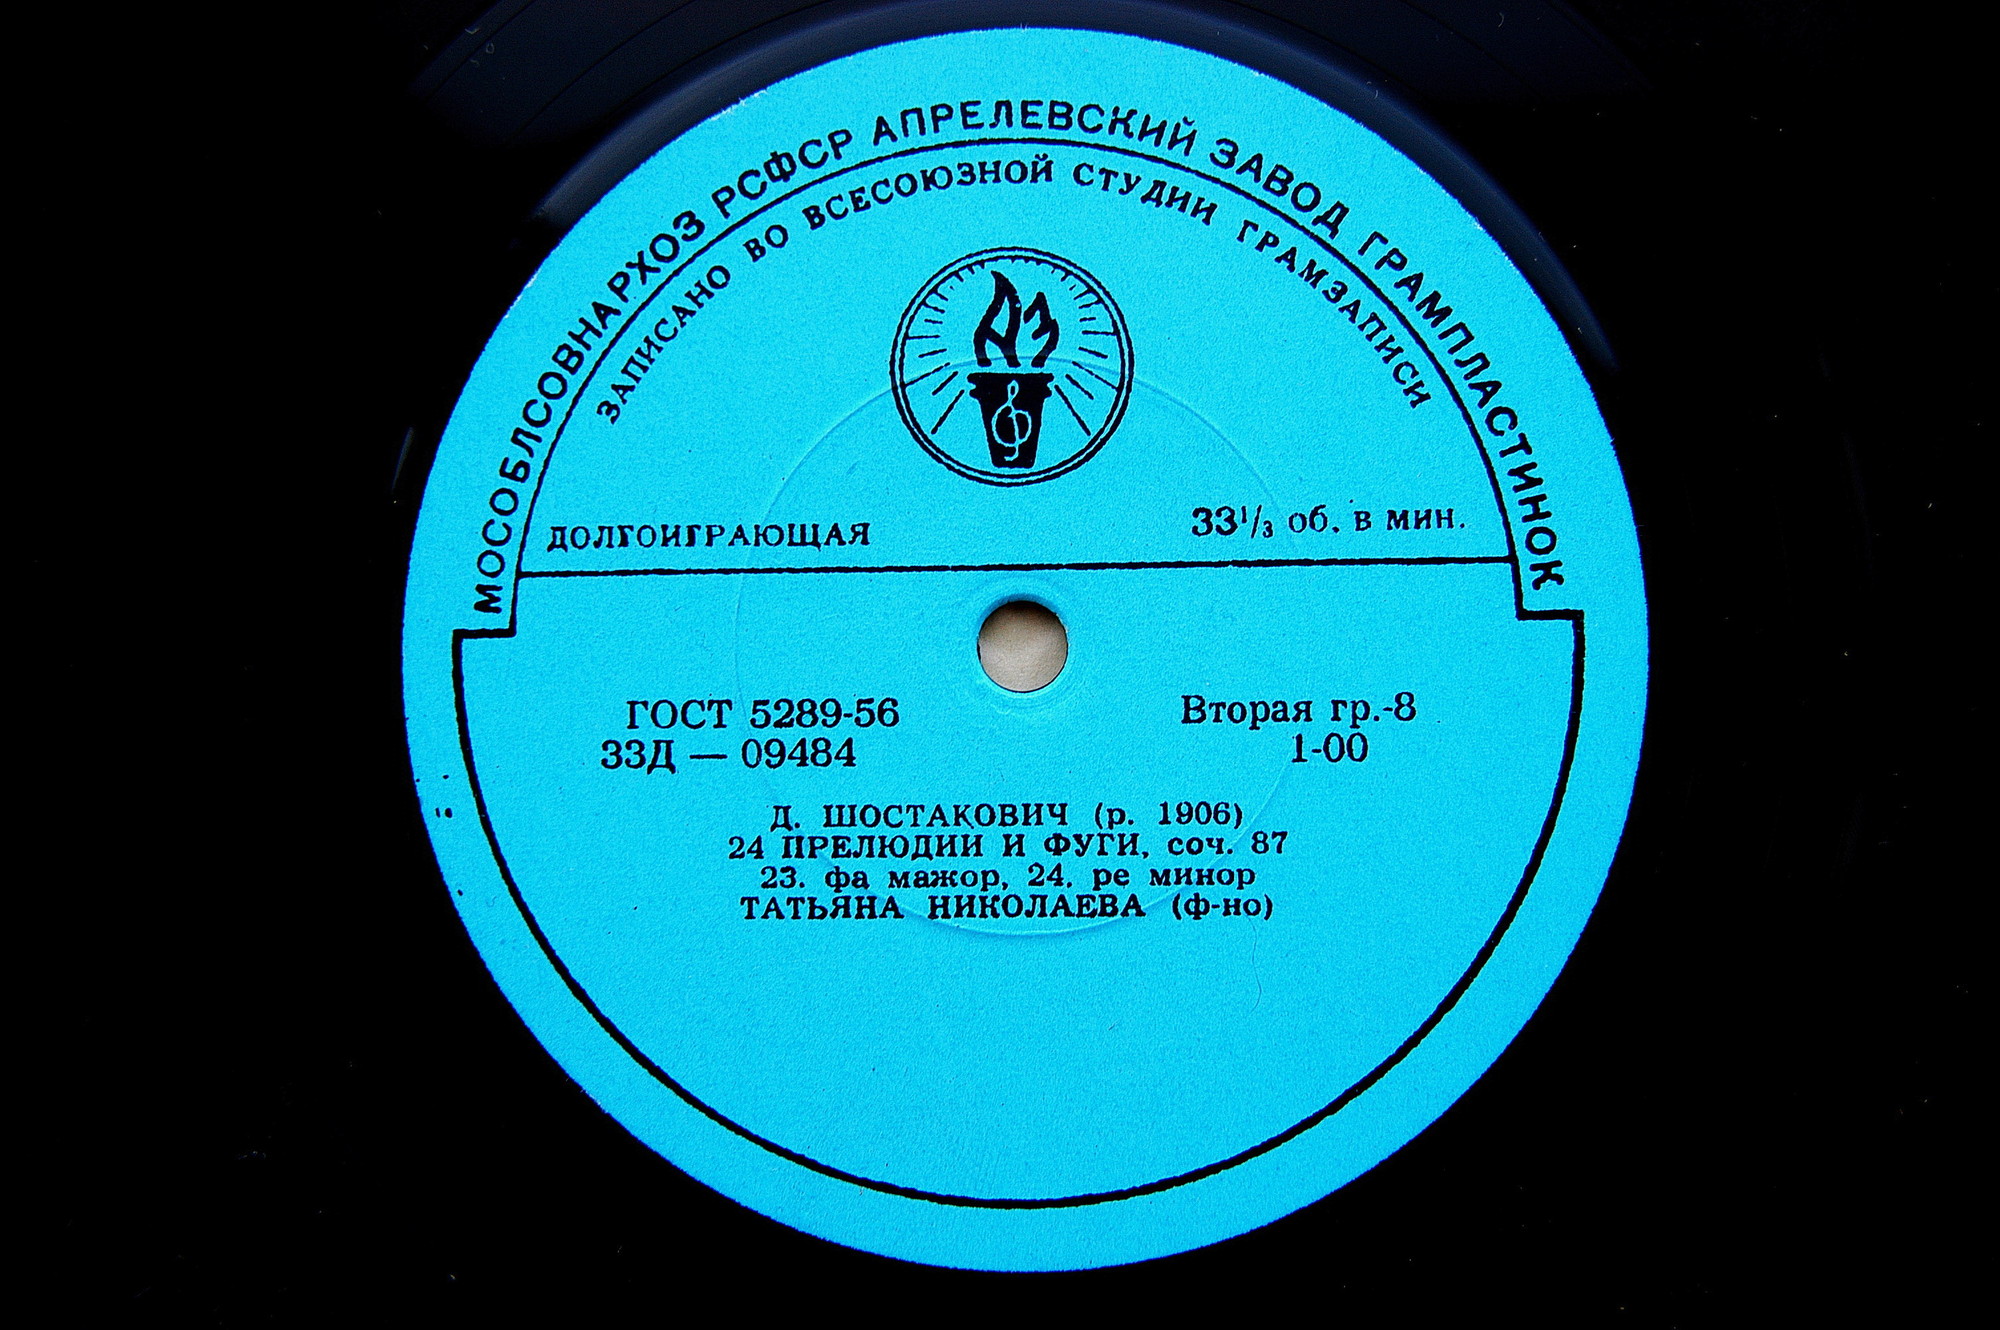 МОСОБЛСОВНАРХОЗ РСФСР АПРЕЛЕВСКИЙ ЗАВОД ГРАМПЛАСТИНОК
ЗАПИСАНО ВО ВСЕСОЮЗНОЙ СТУДИИ ГРАМЗАПИСИ
АЗ
ДОЛГОИГРАЮЩАЯ 33 1/3 об. в мин.
ГОСТ 5289-56 Вторая гр.-8
33Д — 09484 1-00
Д. ШОСТАКОВИЧ (р. 1906)
24 ПРЕЛЮДИИ И ФУГИ, соч. 87
23. фа мажор, 24. ре минор
ТАТЬЯНА НИКОЛАЕВА (ф-но)